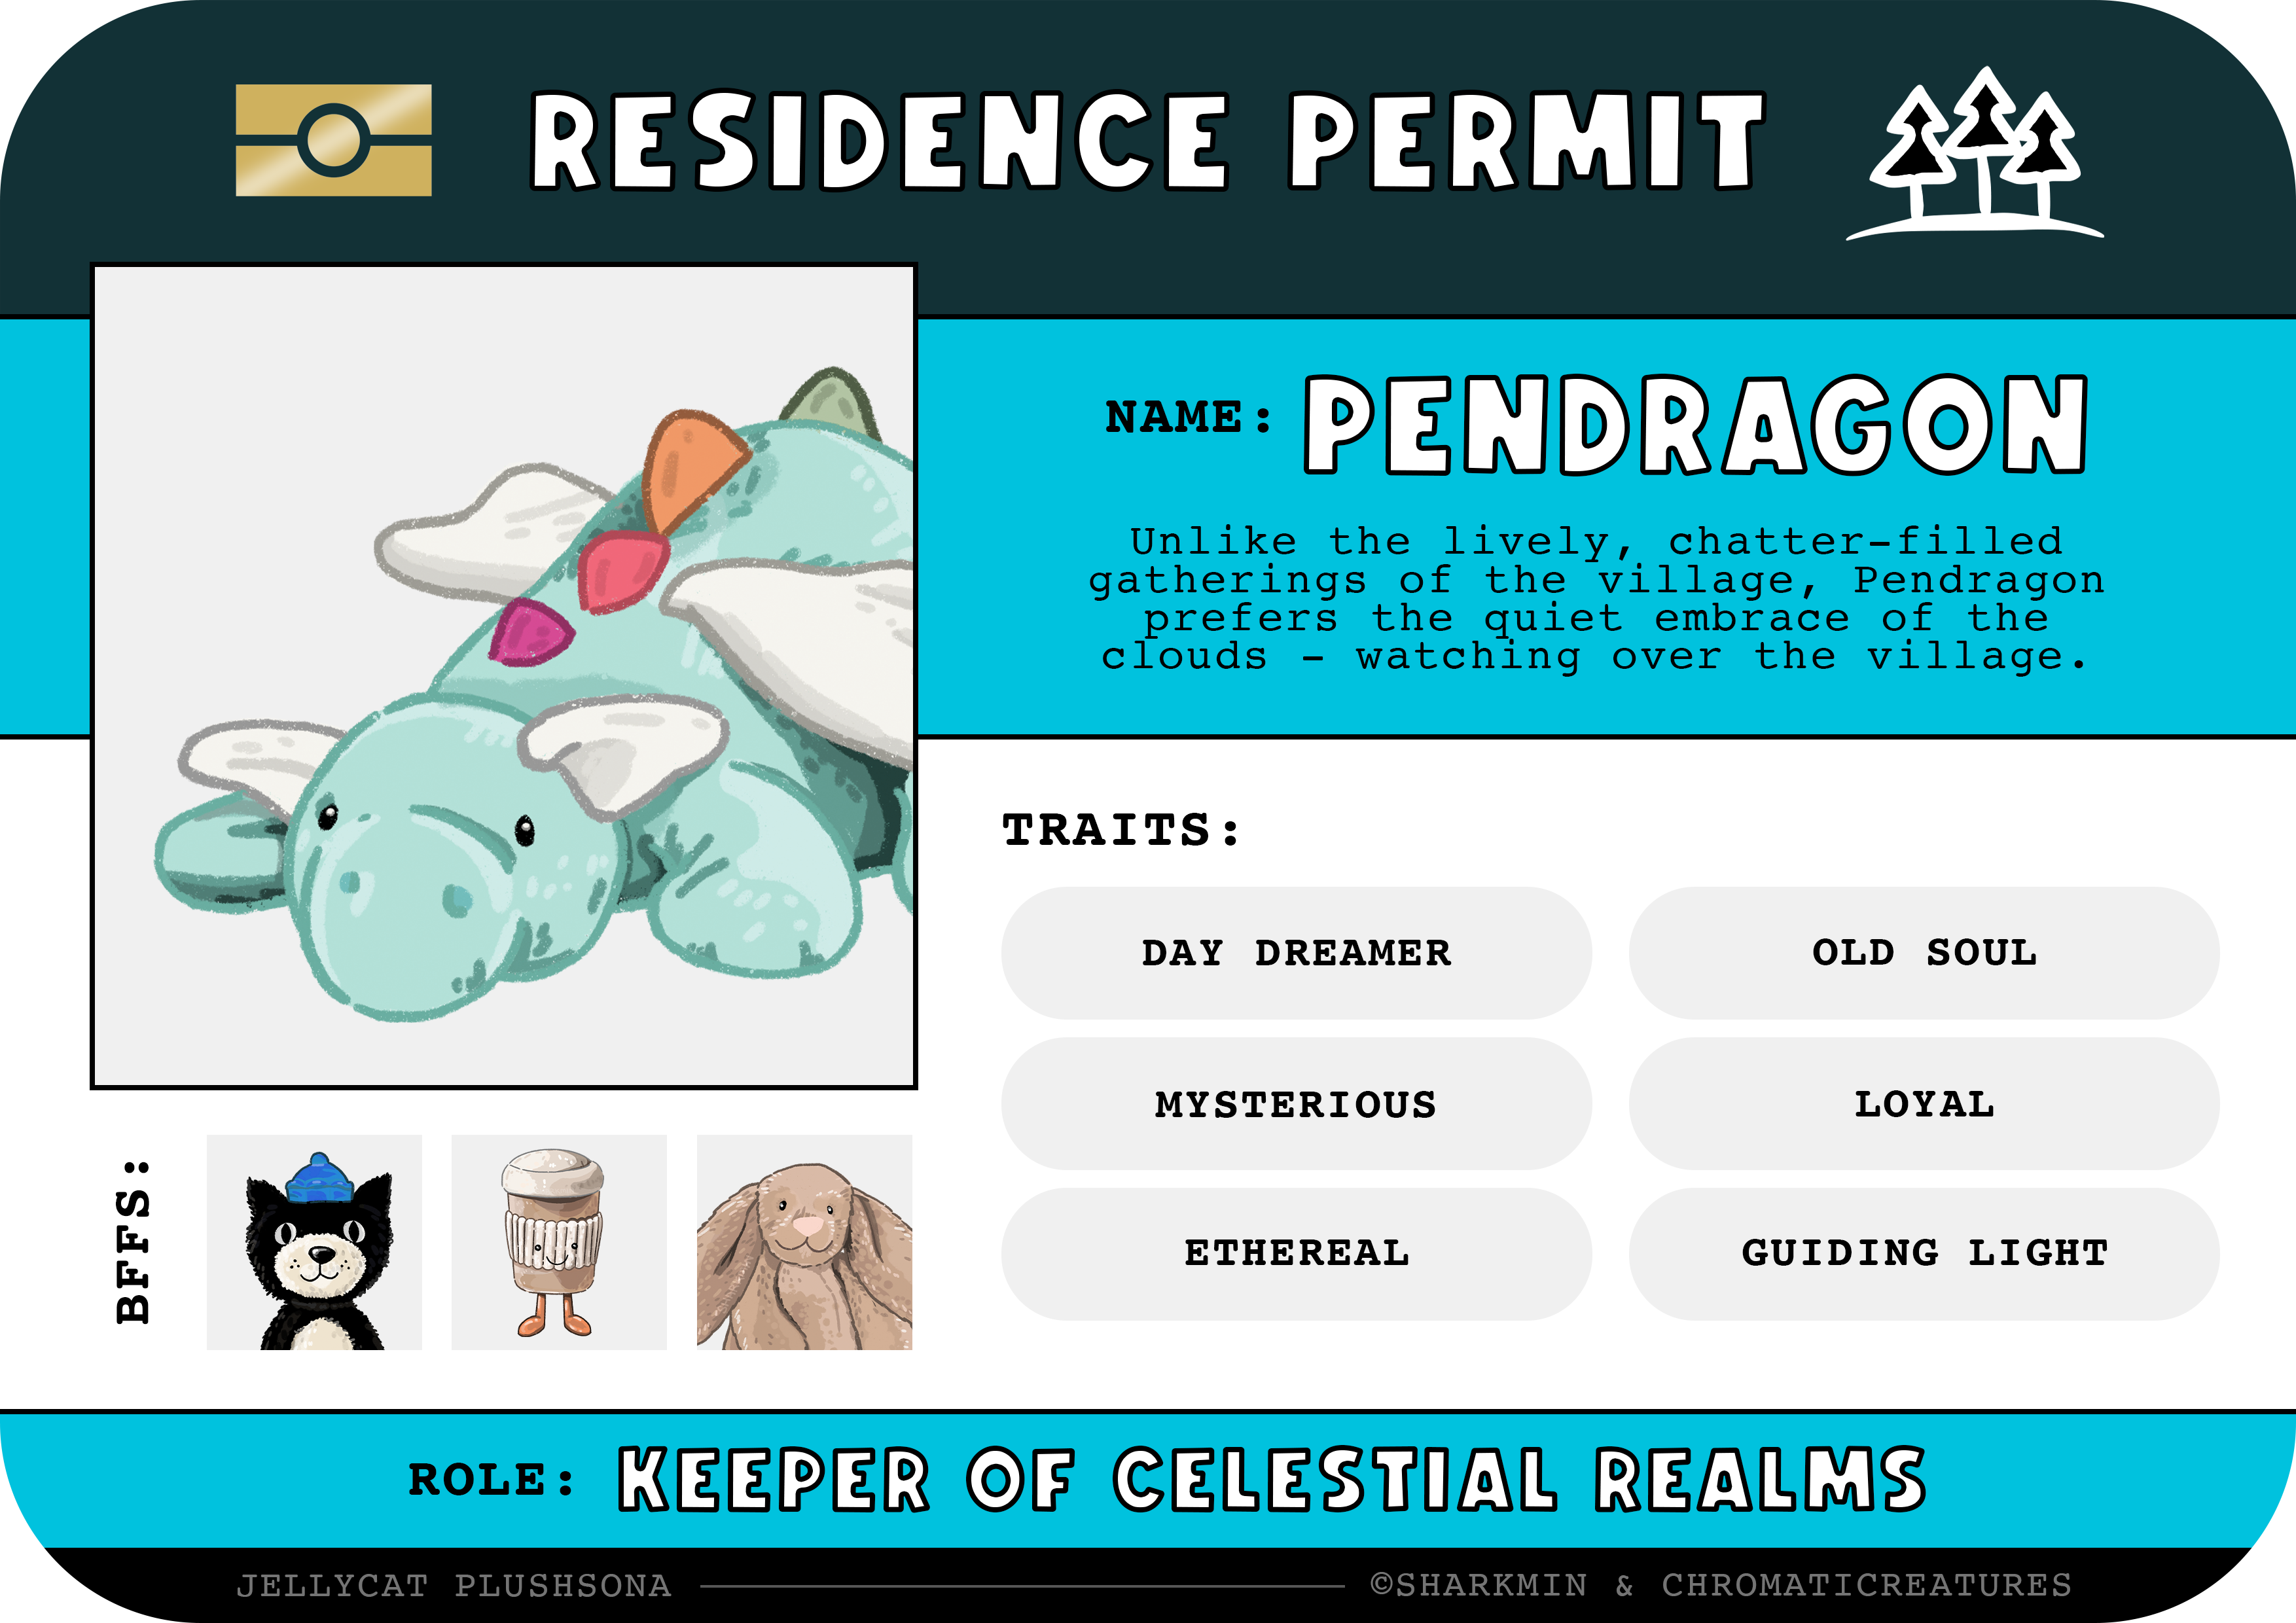 RESIDENCE PERMIT
NAME: PENDRAGON
Unlike the lively, chatter-filled
gatherings of the village, Pendragon
prefers the quiet embrace of the
clouds - watching over the village.
TRAITS:
DAY DREAMER
OLD SOUL
MYSTERIOUS
LOYAL
ETHEREAL
GUIDING LIGHT
BFFS:
ROLE: KEEPER OF CELESTIAL REALMS
JELLYCAT PLUSHSONA
©SHARKMIN & CHROMATICREATURES